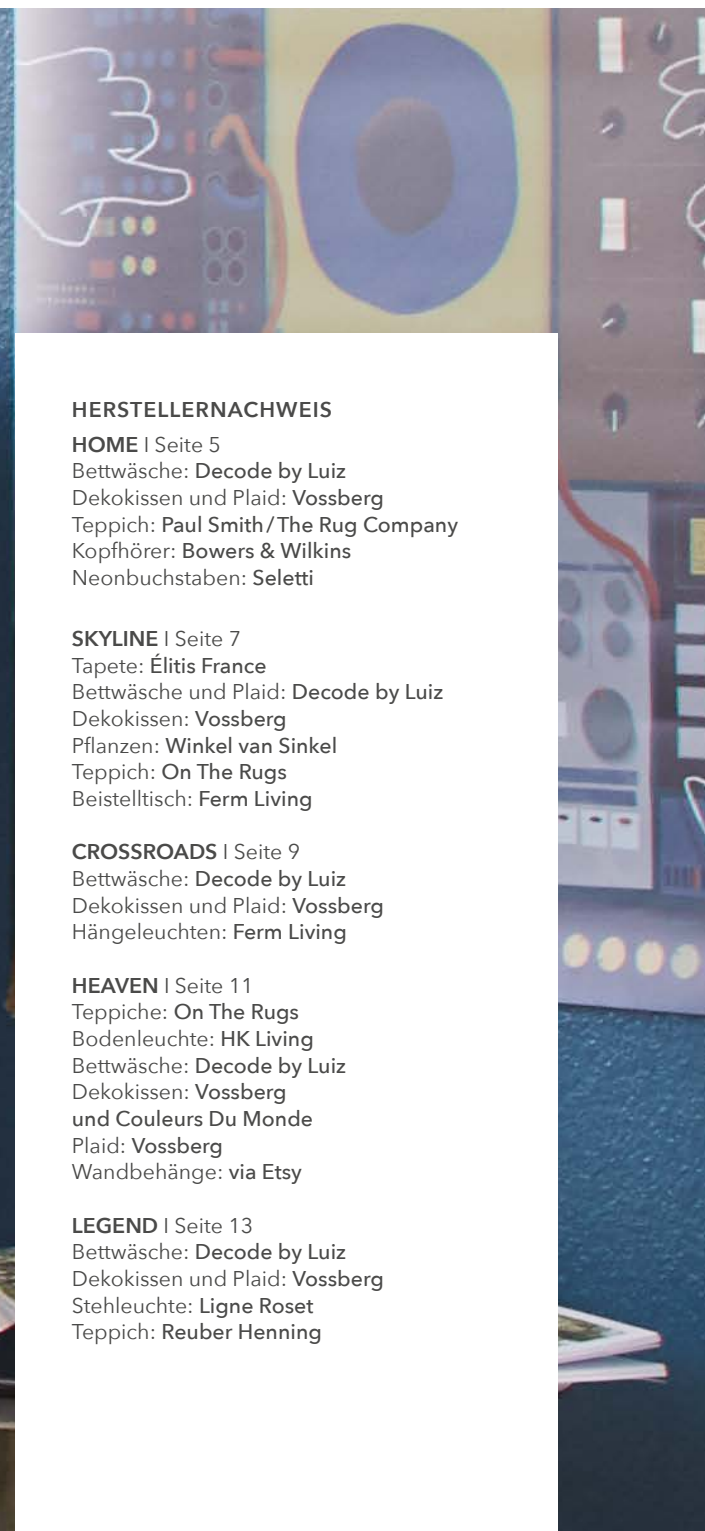 HERSTELLERNACHWEIS
HOME | Seite 5
Bettwäsche: Decode by Luiz
Dekokissen und Plaid: Vossberg
Teppich: Paul Smith / The Rug Company
Kopfhörer: Bowers & Wilkins
Neonbuchstaben: Seletti
SKYLINE | Seite 7
Tapete: Élitis France
Bettwäsche und Plaid: Decode by Luiz
Dekokissen: Vossberg
Pflanzen: Winkel van Sinkel
Teppich: On The Rugs
Beistelltisch: Ferm Living
CROSSROADS | Seite 9
Bettwäsche: Decode by Luiz
Dekokissen und Plaid: Vossberg
Hängeleuchten: Ferm Living
HEAVEN | Seite 11
Teppiche: On The Rugs
Bodenleuchte: HK Living
Bettwäsche: Decode by Luiz
Dekokissen: Vossberg
und Couleurs Du Monde
Plaid: Vossberg
Wandbehänge: via Etsy
LEGEND | Seite 13
Bettwäsche: Decode by Luiz
Dekokissen und Plaid: Vossberg
Stehleuchte: Ligne Roset
Teppich: Reuber Henning